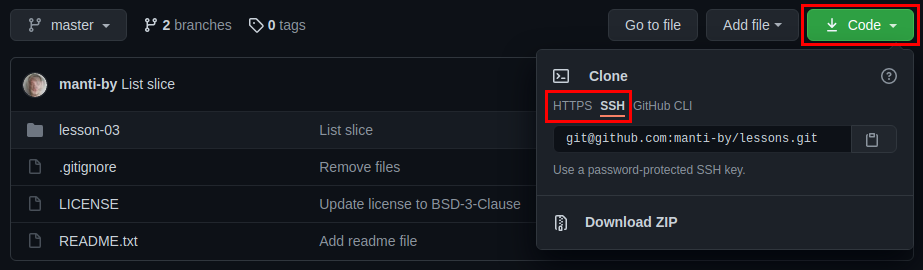 master 2 branches 0 tags Go to file Add file Code
manti-by List slice
lesson-03 List slice
.gitignore Remove files
LICENSE Update license to BSD-3-Clause
README.txt Add readme file
Clone
HTTPS SSH GitHub CLI
git@github.com:manti-by/lessons.git
Use a password-protected SSH key.
Download ZIP